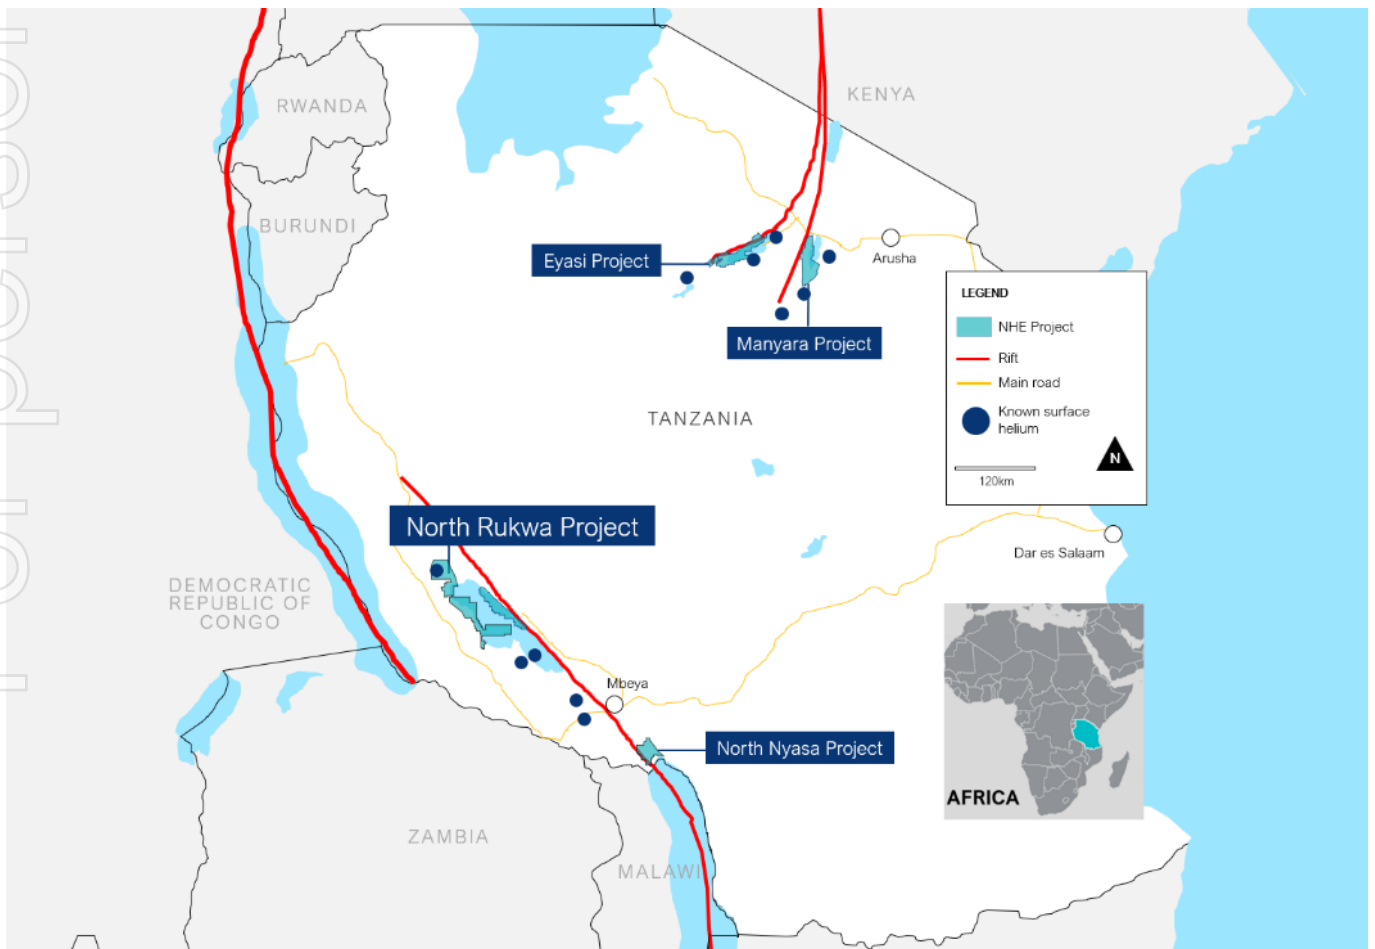 RWANDA
KENYA
BURUNDI
Eyasi Project
Arusha
Manyara Project
LEGEND
NHE Project
Rift
Main road
Known surface
helium
N
120km
TANZANIA
North Rukwa Project
Dar es Salaam
DEMOCRATIC
REPUBLIC OF
CONGO
Mbeya
North Nyasa Project
AFRICA
ZAMBIA
MALAWI